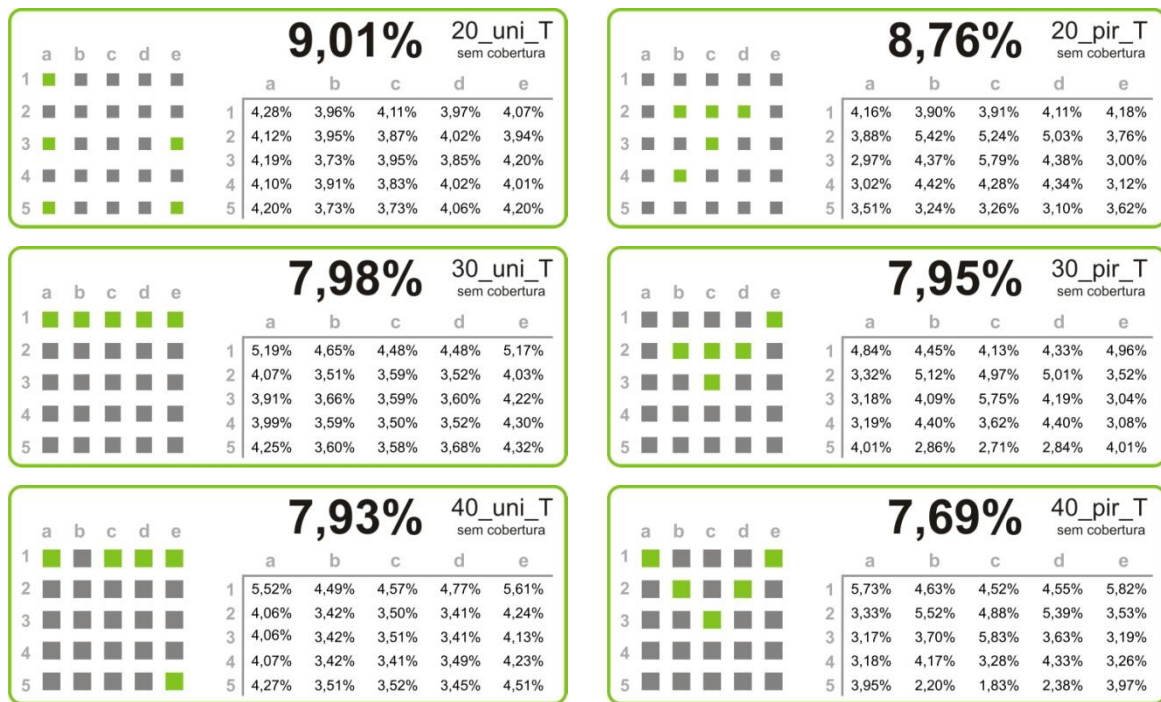 9,01% 20_uni_T
sem cobertura
a b c d e
1
2
3
4
5
a b c d e
1 4,28% 3,96% 4,11% 3,97% 4,07%
2 4,12% 3,95% 3,87% 4,02% 3,94%
3 4,19% 3,73% 3,95% 3,85% 4,20%
4 4,10% 3,91% 3,83% 4,02% 4,01%
5 4,20% 3,73% 3,73% 4,06% 4,20%
8,76% 20_pir_T
sem cobertura
a b c d e
1
2
3
4
5
a b c d e
1 4,16% 3,90% 3,91% 4,11% 4,18%
2 3,88% 5,42% 5,24% 5,03% 3,76%
3 2,97% 4,37% 5,79% 4,38% 3,00%
4 3,02% 4,42% 4,28% 4,34% 3,12%
5 3,51% 3,24% 3,26% 3,10% 3,62%
7,98% 30_uni_T
sem cobertura
a b c d e
1
2
3
4
5
a b c d e
1 5,19% 4,65% 4,48% 4,48% 5,17%
2 4,07% 3,51% 3,59% 3,52% 4,03%
3 3,91% 3,66% 3,59% 3,60% 4,22%
4 3,99% 3,59% 3,50% 3,52% 4,30%
5 4,25% 3,60% 3,58% 3,68% 4,32%
7,95% 30_pir_T
sem cobertura
a b c d e
1
2
3
4
5
a b c d e
1 4,84% 4,45% 4,13% 4,33% 4,96%
2 3,32% 5,12% 4,97% 5,01% 3,52%
3 3,18% 4,09% 5,75% 4,19% 3,04%
4 3,19% 4,40% 3,62% 4,40% 3,08%
5 4,01% 2,86% 2,71% 2,84% 4,01%
7,93% 40_uni_T
sem cobertura
a b c d e
1
2
3
4
5
a b c d e
1 5,52% 4,49% 4,57% 4,77% 5,61%
2 4,06% 3,42% 3,50% 3,41% 4,24%
3 4,06% 3,42% 3,51% 3,41% 4,13%
4 4,07% 3,42% 3,41% 3,49% 4,23%
5 4,27% 3,51% 3,52% 3,45% 4,51%
7,69% 40_pir_T
sem cobertura
a b c d e
1
2
3
4
5
a b c d e
1 5,73% 4,63% 4,52% 4,55% 5,82%
2 3,33% 5,52% 4,88% 5,39% 3,53%
3 3,17% 3,70% 5,83% 3,63% 3,19%
4 3,18% 4,17% 3,28% 4,33% 3,26%
5 3,95% 2,20% 1,83% 2,38% 3,97%